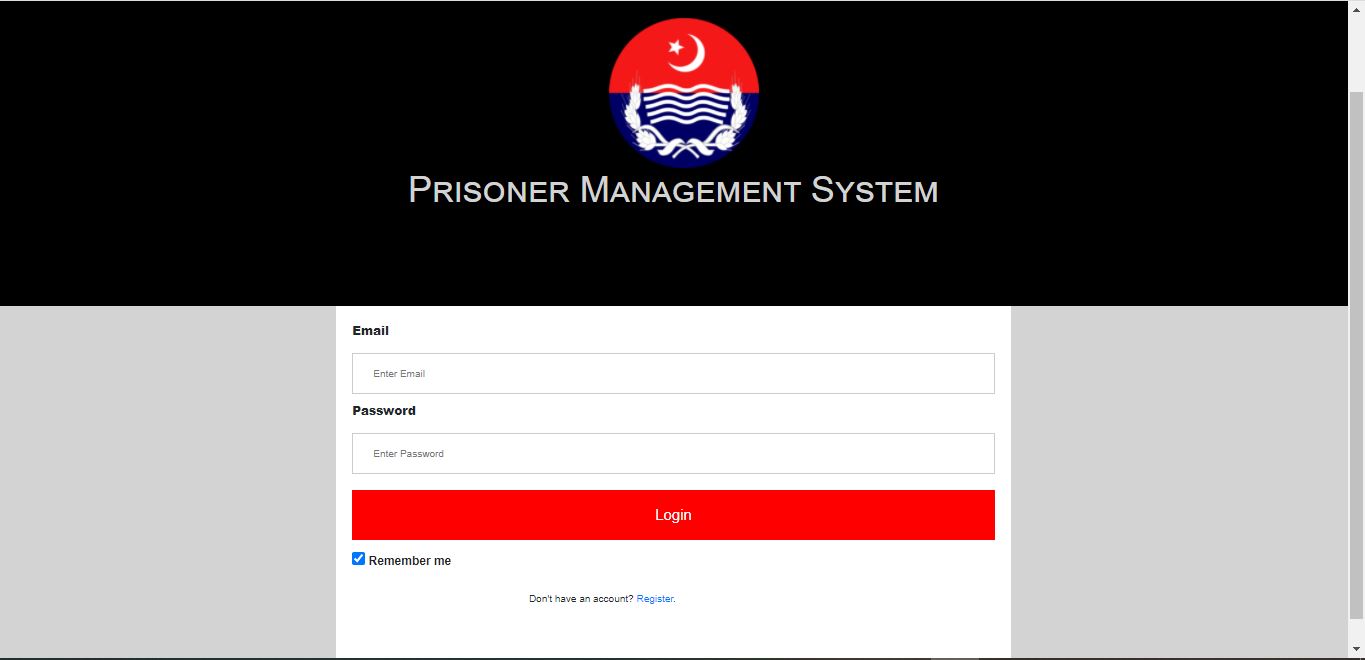 Prisoner Management System
Email
Enter Email
Password
Enter Password
Login
Remember me
Don't have an account? Register.